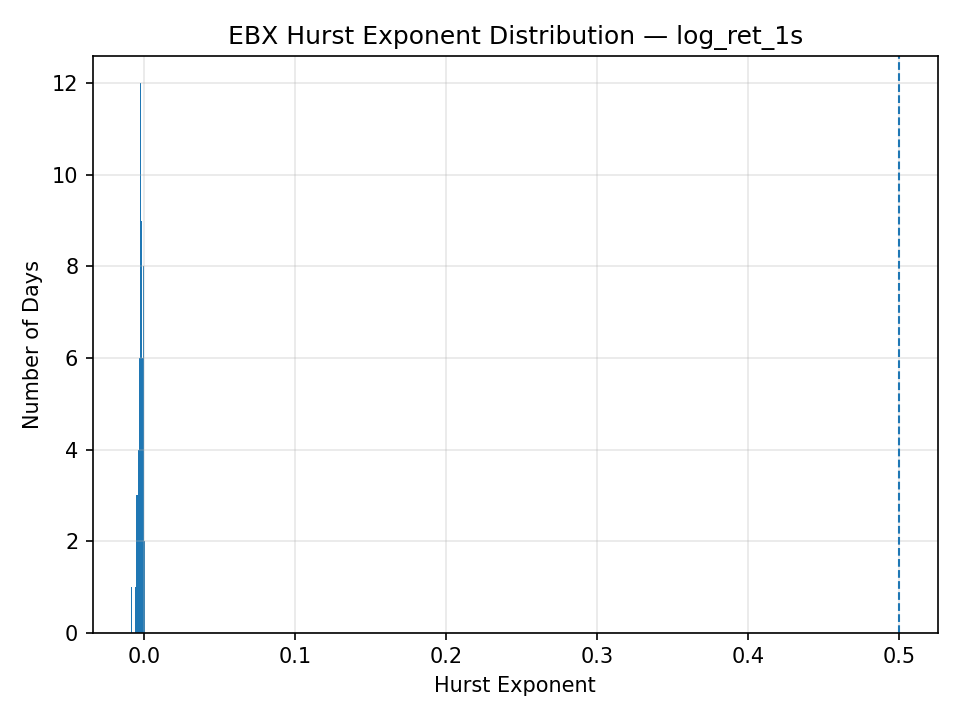 EBX Hurst Exponent Distribution — log_ret_1s
Number of Days
12
10
8
6
4
2
0
0.0 0.1 0.2 0.3 0.4 0.5
Hurst Exponent